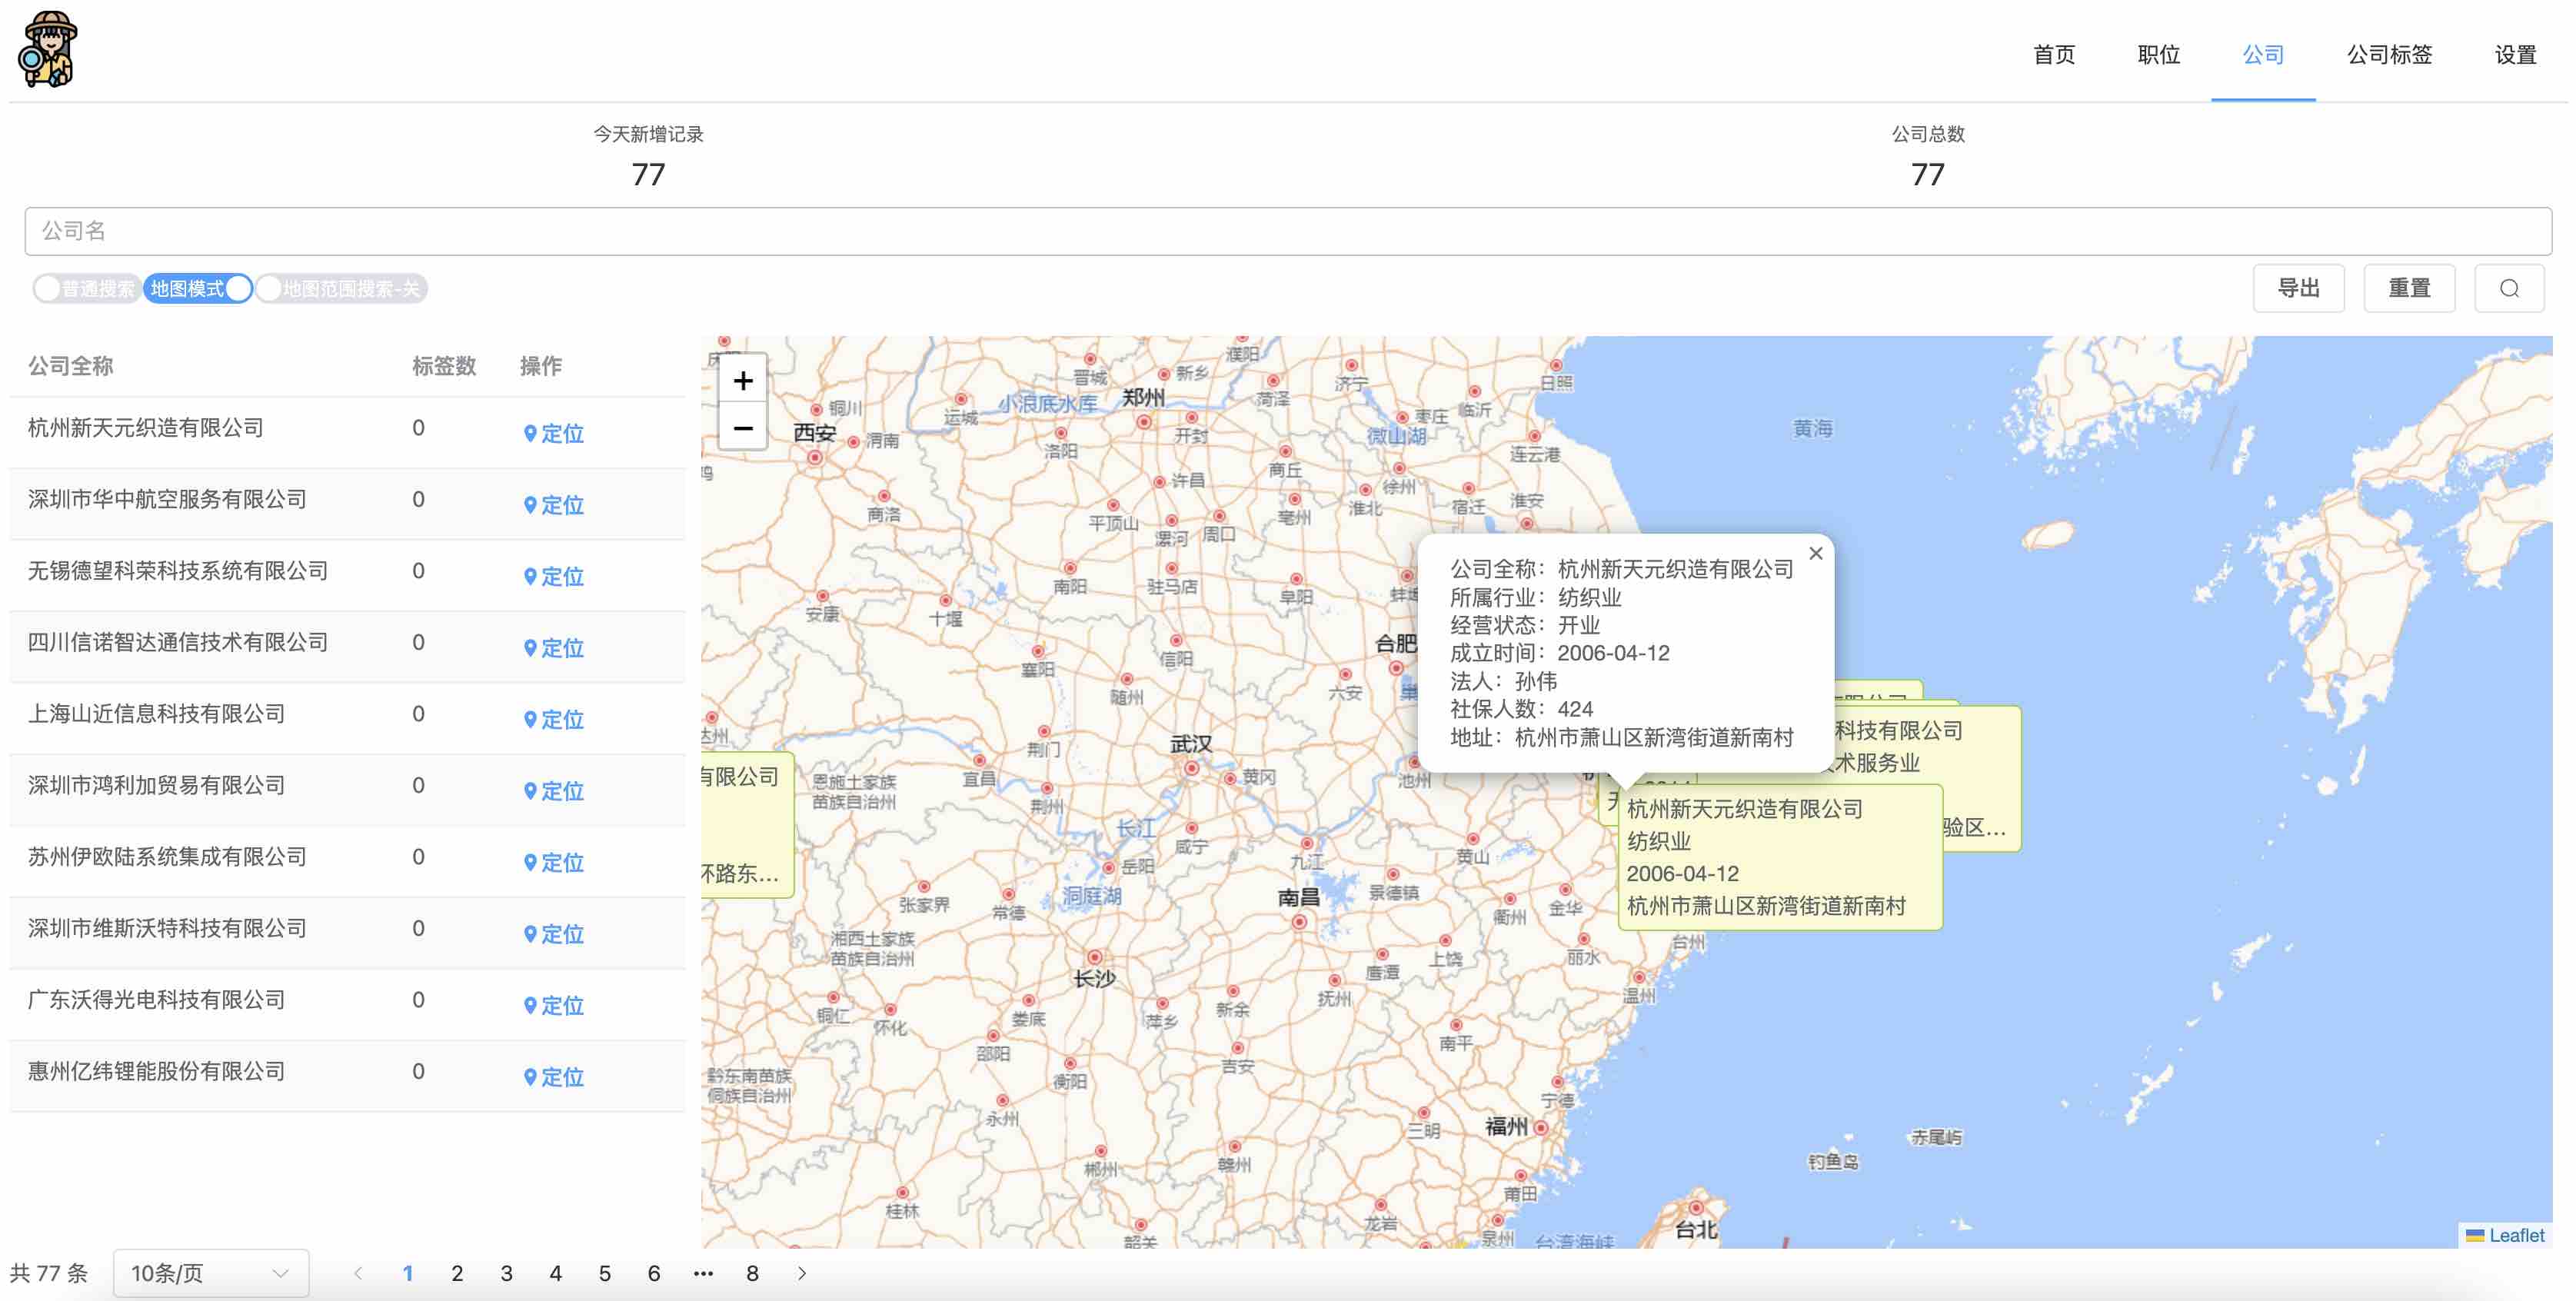 首页
职位
公司
公司标签
设置
今天新增记录
77
公司总数
77
公司名
普通搜索
地图模式
地图范围搜索-关
导出
重置
公司全称 标签数 操作
杭州新天元织造有限公司 0 定位
深圳市华中航空服务有限公司 0 定位
无锡德望科荣科技系统有限公司 0 定位
四川信诺智达通信技术有限公司 0 定位
上海山近信息科技有限公司 0 定位
深圳市鸿利加贸易有限公司 0 定位
苏州伊欧陆系统集成有限公司 0 定位
深圳市维斯沃特科技有限公司 0 定位
广东沃得光电科技有限公司 0 定位
惠州亿纬锂能股份有限公司 0 定位
+
−
濮阳
晋城
新乡
济宁
日照
郑州
小浪底水库
菏泽
铜川
运城
枣庄
临沂
西安
渭南
洛阳
开封
微山湖
黄海
连云港
商丘
许昌
徐州
商洛
平顶山
漯河
周口
亳州
淮北
宿迁
淮安
南阳
驻马店
阜阳
安康
十堰
合肥
襄阳
信阳
六安
随州
荆门
武汉
恩施土家族
苗族自治州
宜昌
黄冈
池州
荆州
长江
咸宁
岳阳
九江
黄山
洞庭湖
张家界
常德
南昌
景德镇
衢州
金华
湘西土家族
苗族自治州
长沙
鹰潭
上饶
丽水
台州
铜仁
怀化
娄底
萍乡
新余
抚州
温州
邵阳
衡阳
吉安
南平
黔东南苗族
侗族自治州
永州
宁德
三明
福州
郴州
赣州
莆田
桂林
韶关
龙岩
泉州
台湾海峡
台北
钓鱼岛
赤尾屿
×
公司全称：杭州新天元织造有限公司
所属行业：纺织业
经营状态：开业
成立时间：2006-04-12
法人：孙伟
社保人数：424
地址：杭州市萧山区新湾街道新南村
科技有限公司
术服务业
验区...
杭州新天元织造有限公司
纺织业
2006-04-12
杭州市萧山区新湾街道新南村
有限公司
环路东...
Leaflet
共 77 条
10条/页
1 2 3 4 5 6 ••• 8